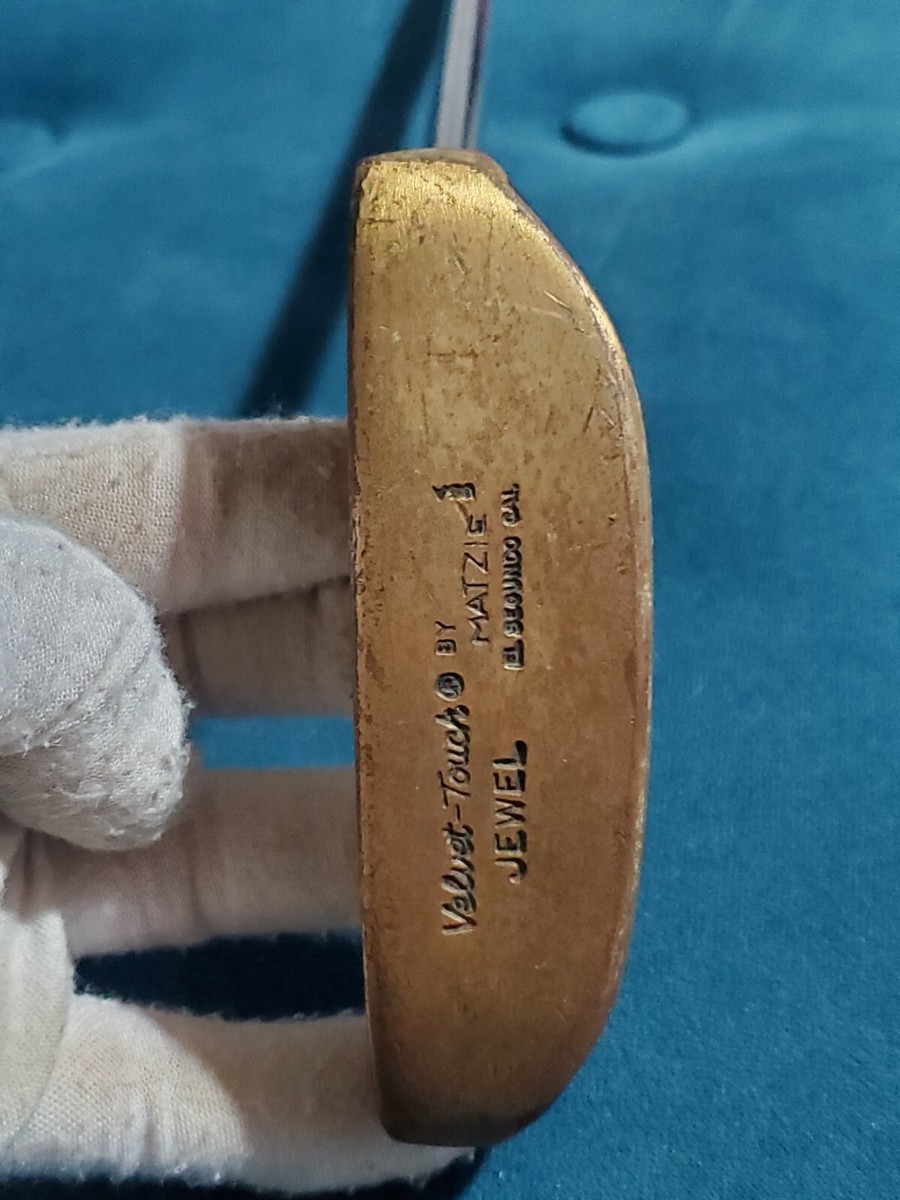 Velvet-Touch ® BY
MATZIE
JEWEL
EL SEGUNDO CAL